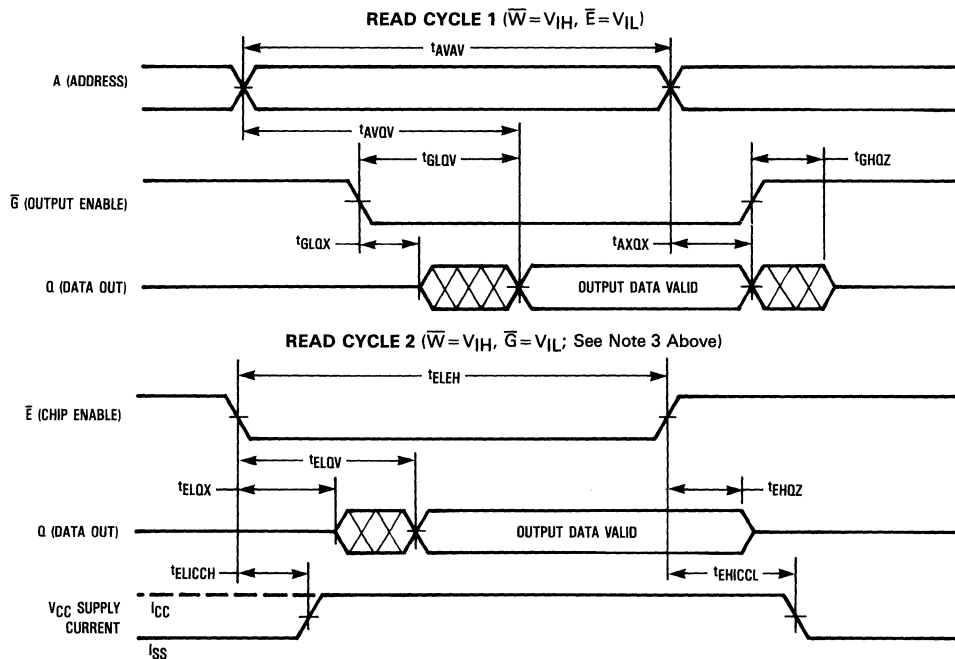 READ CYCLE 1 (W̅=VIH, E̅=VIL)
tAVAV
A (ADDRESS)
tAVQV
tGLQV
tGHQZ
G̅ (OUTPUT ENABLE)
tGLQX
tAXQX
Q (DATA OUT)
OUTPUT DATA VALID
READ CYCLE 2 (W̅=VIH, G̅=VIL; See Note 3 Above)
tELEH
E̅ (CHIP ENABLE)
tELQV
tELQX
tEHQZ
Q (DATA OUT)
OUTPUT DATA VALID
tELICCH
tEHICCL
VCC SUPPLY
CURRENT
ICC
ISS